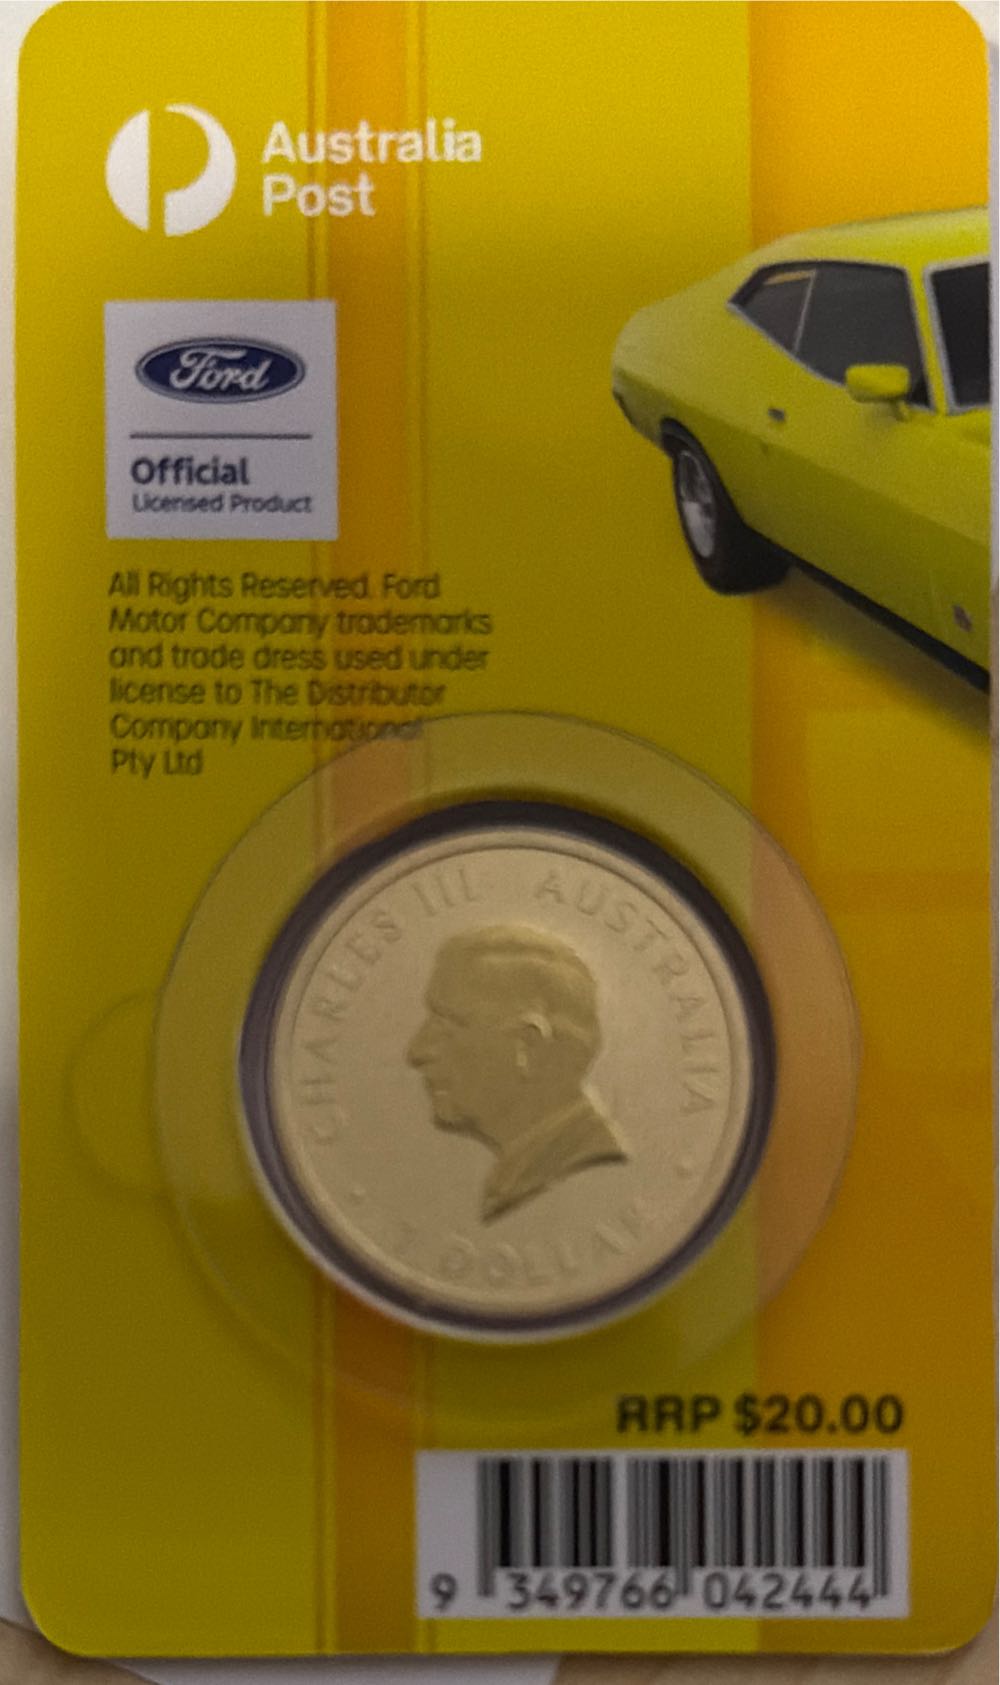 Australia
Post
Ford
Official
Licensed Product
All Rights Reserved. Ford
Motor Company trademarks
and trade dress used under
license to The Distributor
Company International
Pty Ltd
CHARLES III AUSTRALIA
1 DOLLAR
RRP $20.00
9 349766 042444